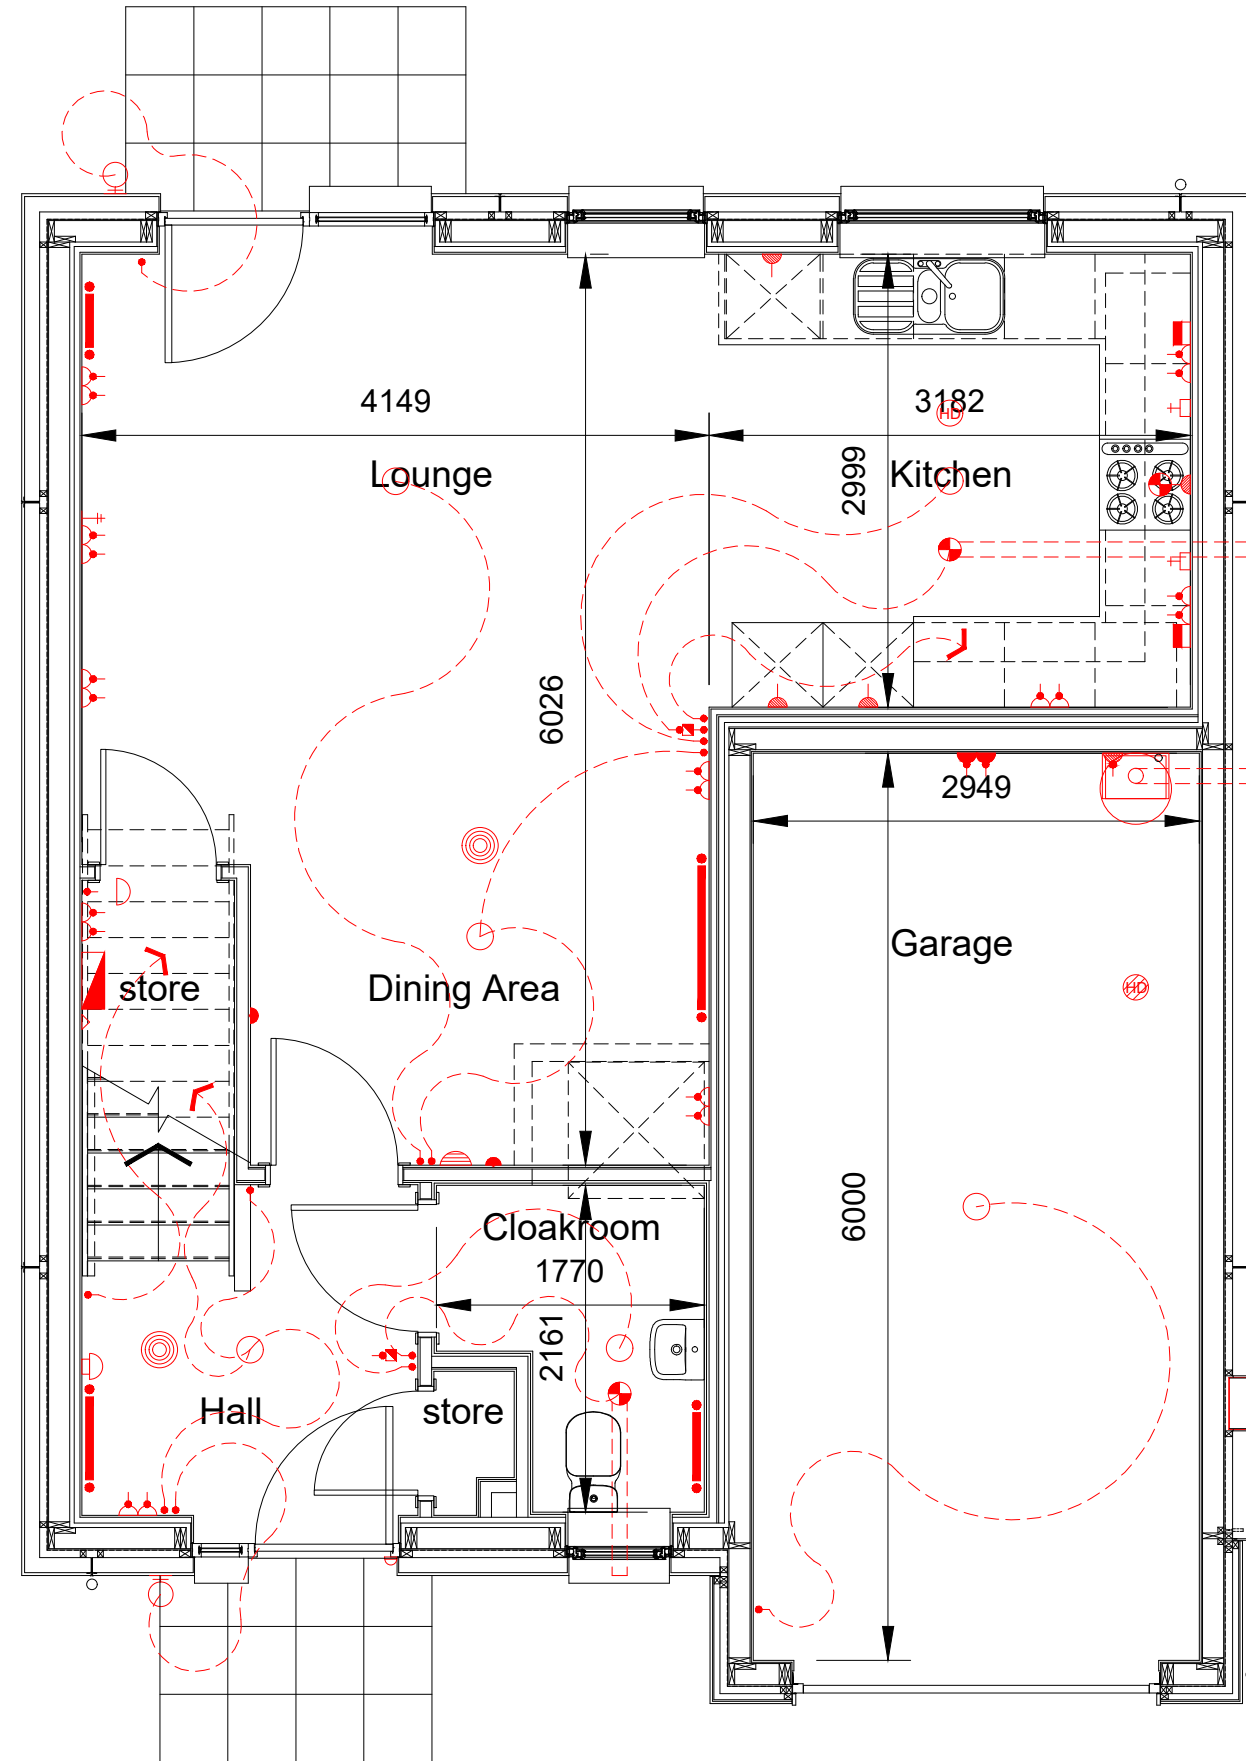 4149
3182
HD
Lounge
Kitchen
2999
6026
2949
Garage
store
Dining Area
HD
6000
Cloakroom
1770
2161
Hall
store